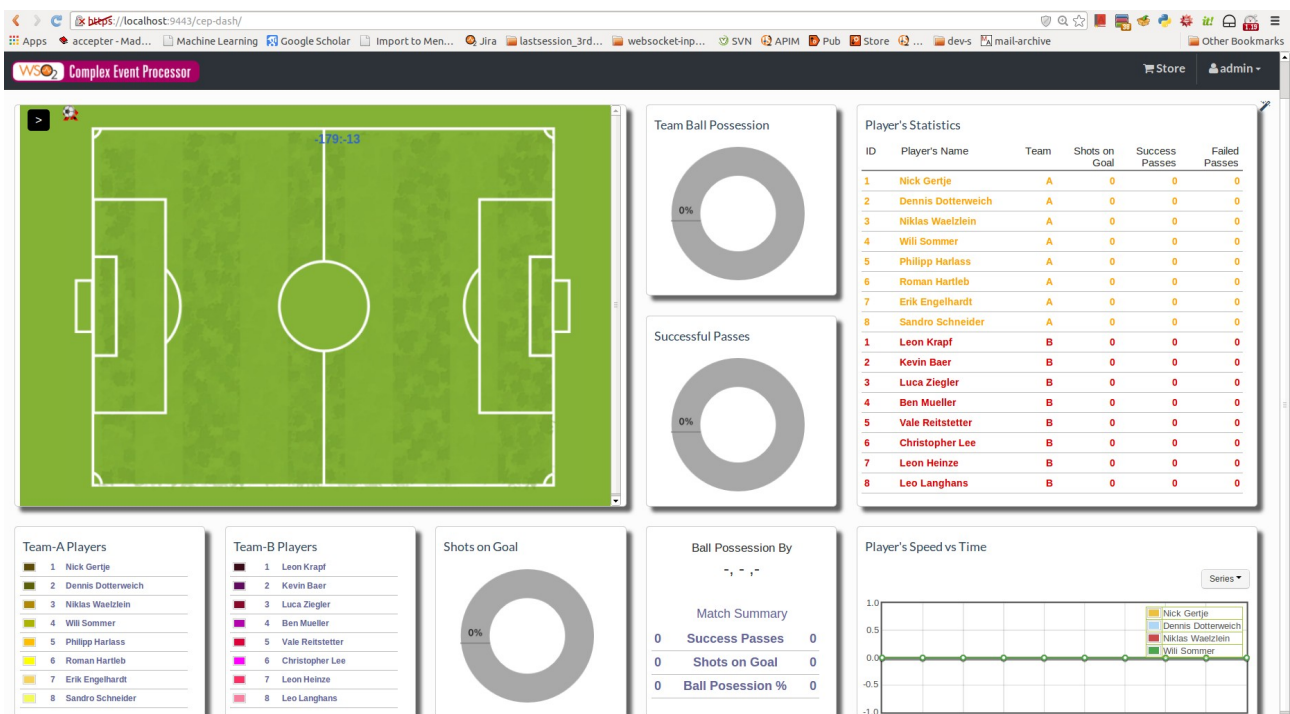 https://localhost:9443/cep-dash/
Apps accepter - Mad... Machine Learning Google Scholar Import to Men... Jira lastsession_3rd... websocket-inp... SVN APIM Pub Store ... dev-s mail-archive Other Bookmarks
it! 1.19
WSO2 Complex Event Processor Store admin
>
-179:-13
Team Ball Possession
0%
Successful Passes
0%
Player's Statistics
ID Player's Name Team Shots on Goal Success Passes Failed Passes
1 Nick Gertje A 0 0 0
2 Dennis Dotterweich A 0 0 0
3 Niklas Waelzlein A 0 0 0
4 Wili Sommer A 0 0 0
5 Philipp Harlass A 0 0 0
6 Roman Hartleb A 0 0 0
7 Erik Engelhardt A 0 0 0
8 Sandro Schneider A 0 0 0
1 Leon Krapf B 0 0 0
2 Kevin Baer B 0 0 0
3 Luca Ziegler B 0 0 0
4 Ben Mueller B 0 0 0
5 Vale Reitstetter B 0 0 0
6 Christopher Lee B 0 0 0
7 Leon Heinze B 0 0 0
8 Leo Langhans B 0 0 0
Team-A Players
1 Nick Gertje
2 Dennis Dotterweich
3 Niklas Waelzlein
4 Wili Sommer
5 Philipp Harlass
6 Roman Hartleb
7 Erik Engelhardt
8 Sandro Schneider
Team-B Players
1 Leon Krapf
2 Kevin Baer
3 Luca Ziegler
4 Ben Mueller
5 Vale Reitstetter
6 Christopher Lee
7 Leon Heinze
8 Leo Langhans
Shots on Goal
0%
Ball Possession By
-, - ,-
Match Summary
0 Success Passes 0
0 Shots on Goal 0
0 Ball Posession % 0
Player's Speed vs Time
Series
1.0
0.5
0.0
-0.5
-1.0
Nick Gertje
Dennis Dotterweich
Niklas Waelzlein
Wili Sommer